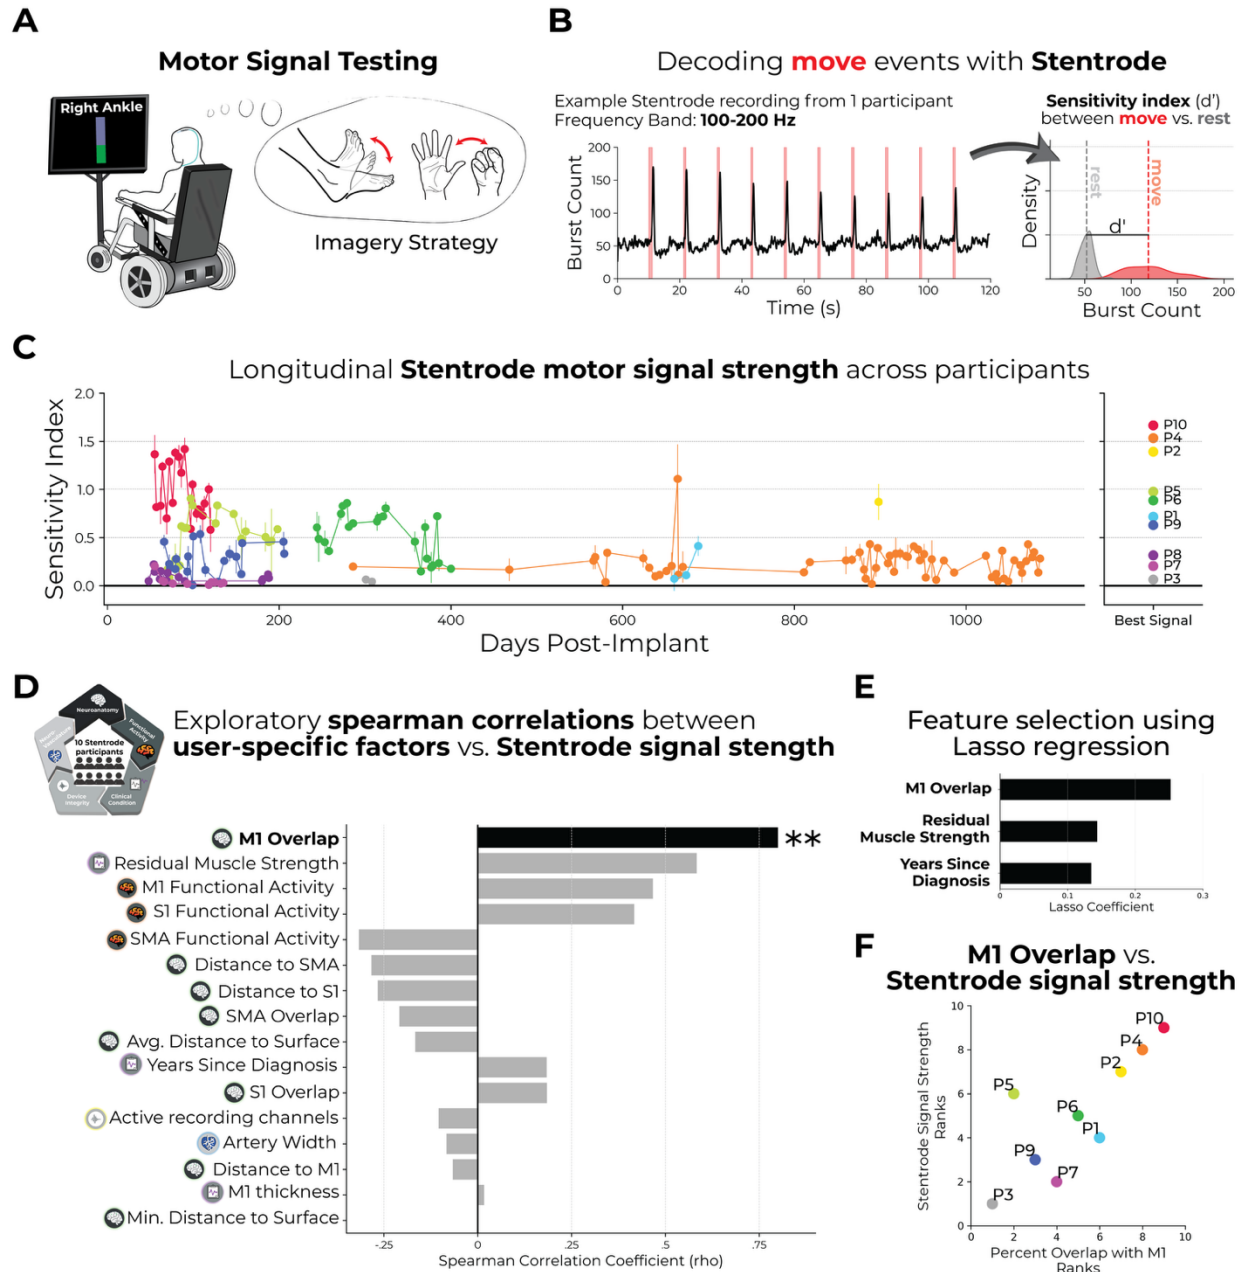 A
Motor Signal Testing
Right Ankle
Imagery Strategy
B
Decoding move events with Stentrode
Example Stentrode recording from 1 participant
Frequency Band: 100-200 Hz
Burst Count
200
150
100
50
0
0
20
40
60
80
100
120
Time (s)
Sensitivity index (d')
between move vs. rest
Density
rest
move
d'
50
100
150
200
Burst Count
C
Longitudinal Stentrode motor signal strength across participants
Sensitivity Index
2.0
1.5
1.0
0.5
0.0
0
200
400
600
800
1000
Days Post-Implant
P10
P4
P2
P5
P6
P1
P9
P8
P7
P3
Best Signal
D
Neuroanatomy
Functional Activity
Clinical Condition
Device Integrity
10 Stentrode
participants
Exploratory spearman correlations between
user-specific factors vs. Stentrode signal stength
M1 Overlap
**
Residual Muscle Strength
M1 Functional Activity
S1 Functional Activity
SMA Functional Activity
Distance to SMA
Distance to S1
SMA Overlap
Avg. Distance to Surface
Years Since Diagnosis
S1 Overlap
Active recording channels
Artery Width
Distance to M1
M1 thickness
Min. Distance to Surface
-.25
0
.25
.5
.75
Spearman Correlation Coefficient (rho)
E
Feature selection using
Lasso regression
M1 Overlap
Residual
Muscle Strength
Years Since
Diagnosis
0
0.1
0.2
0.3
Lasso Coefficient
F
M1 Overlap vs.
Stentrode signal strength
Stentrode Signal Strength
Ranks
10
8
6
4
2
0
P10
P4
P2
P5
P6
P1
P9
P7
P3
0
2
4
6
8
10
Percent Overlap with M1
Ranks